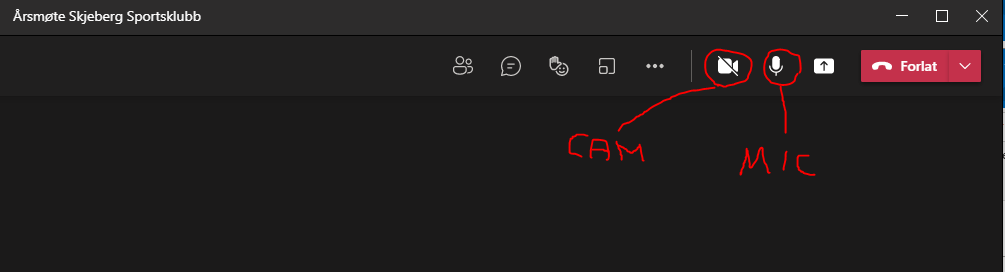 Årsmøte Skjeberg Sportsklubb
Forlat
CAM
MIC